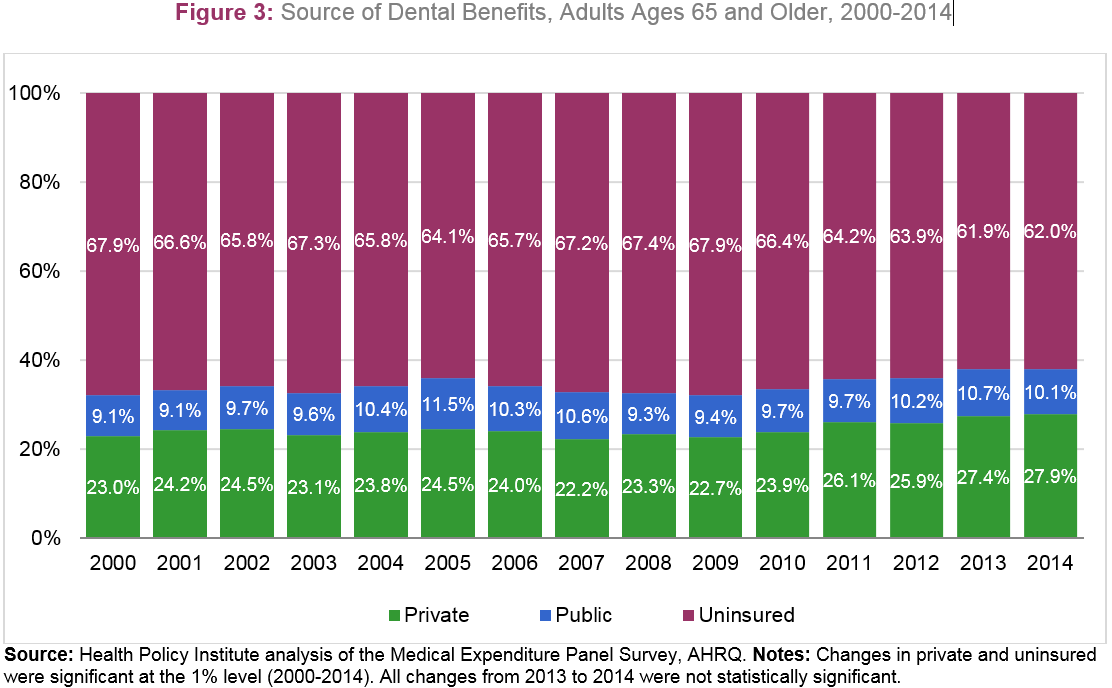 Figure 3: Source of Dental Benefits, Adults Ages 65 and Older, 2000-2014
100%
80%
60%
40%
20%
0%
67.9% 66.6% 65.8% 67.3% 65.8% 64.1% 65.7% 67.2% 67.4% 67.9% 66.4% 64.2% 63.9% 61.9% 62.0%
9.1% 9.1% 9.7% 9.6% 10.4% 11.5% 10.3% 10.6% 9.3% 9.4% 9.7% 9.7% 10.2% 10.7% 10.1%
23.0% 24.2% 24.5% 23.1% 23.8% 24.5% 24.0% 22.2% 23.3% 22.7% 23.9% 26.1% 25.9% 27.4% 27.9%
2000 2001 2002 2003 2004 2005 2006 2007 2008 2009 2010 2011 2012 2013 2014
Private Public Uninsured
Source: Health Policy Institute analysis of the Medical Expenditure Panel Survey, AHRQ. Notes: Changes in private and uninsured
were significant at the 1% level (2000-2014). All changes from 2013 to 2014 were not statistically significant.